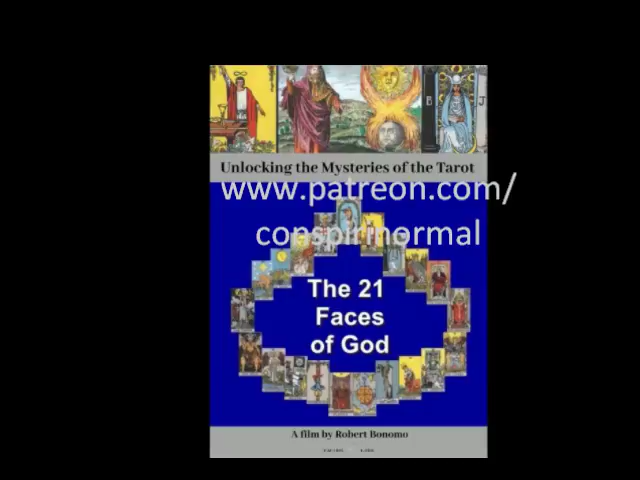 B J
Unlocking the Mysteries of the Tarot
www.patreon.com/
conspirinormal
The 21
Faces
of God
A film by Robert Bonomo